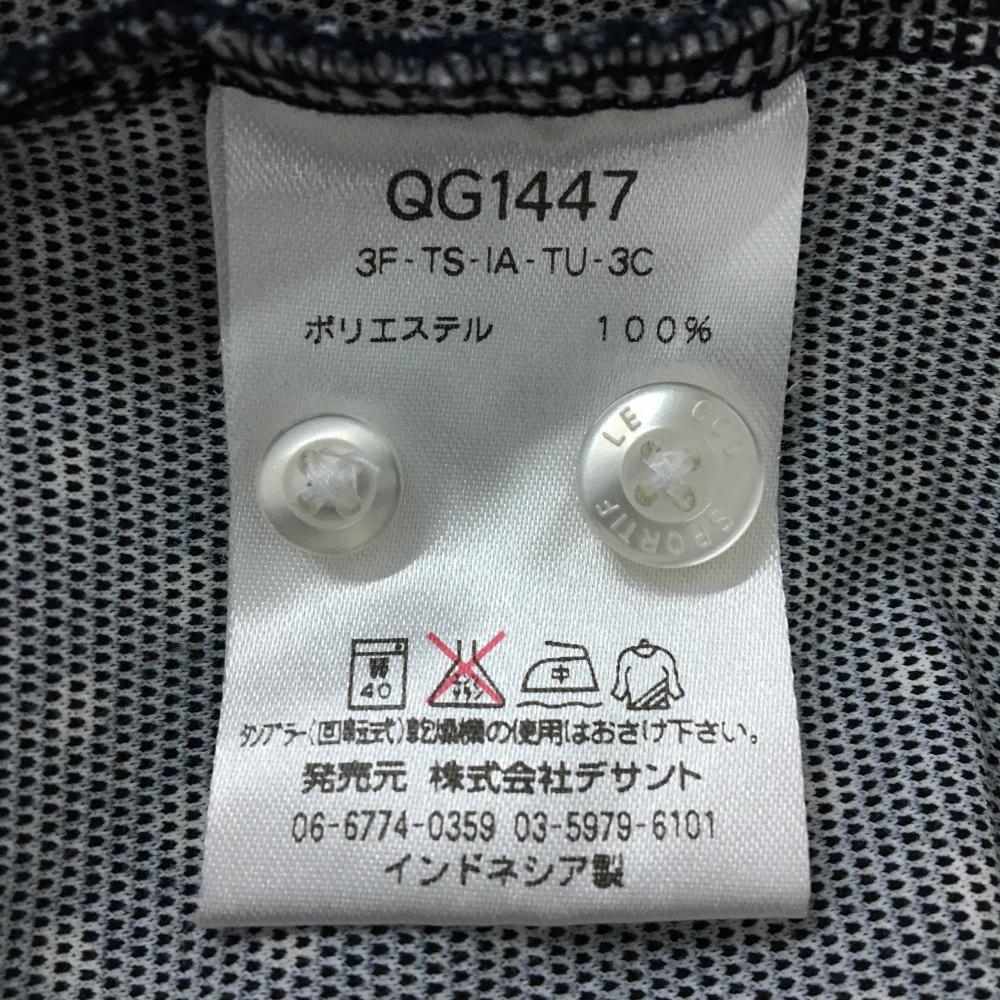 QG1447
3F-TS-IA-TU-3C
ポリエステル 100%
LE COQ SPORTIF
弱 40
中
タンブラー(回転式)乾燥機の使用はおさけ下さい。
発売元 株式会社デサント
06-6774-0359 03-5979-6101
インドネシア製